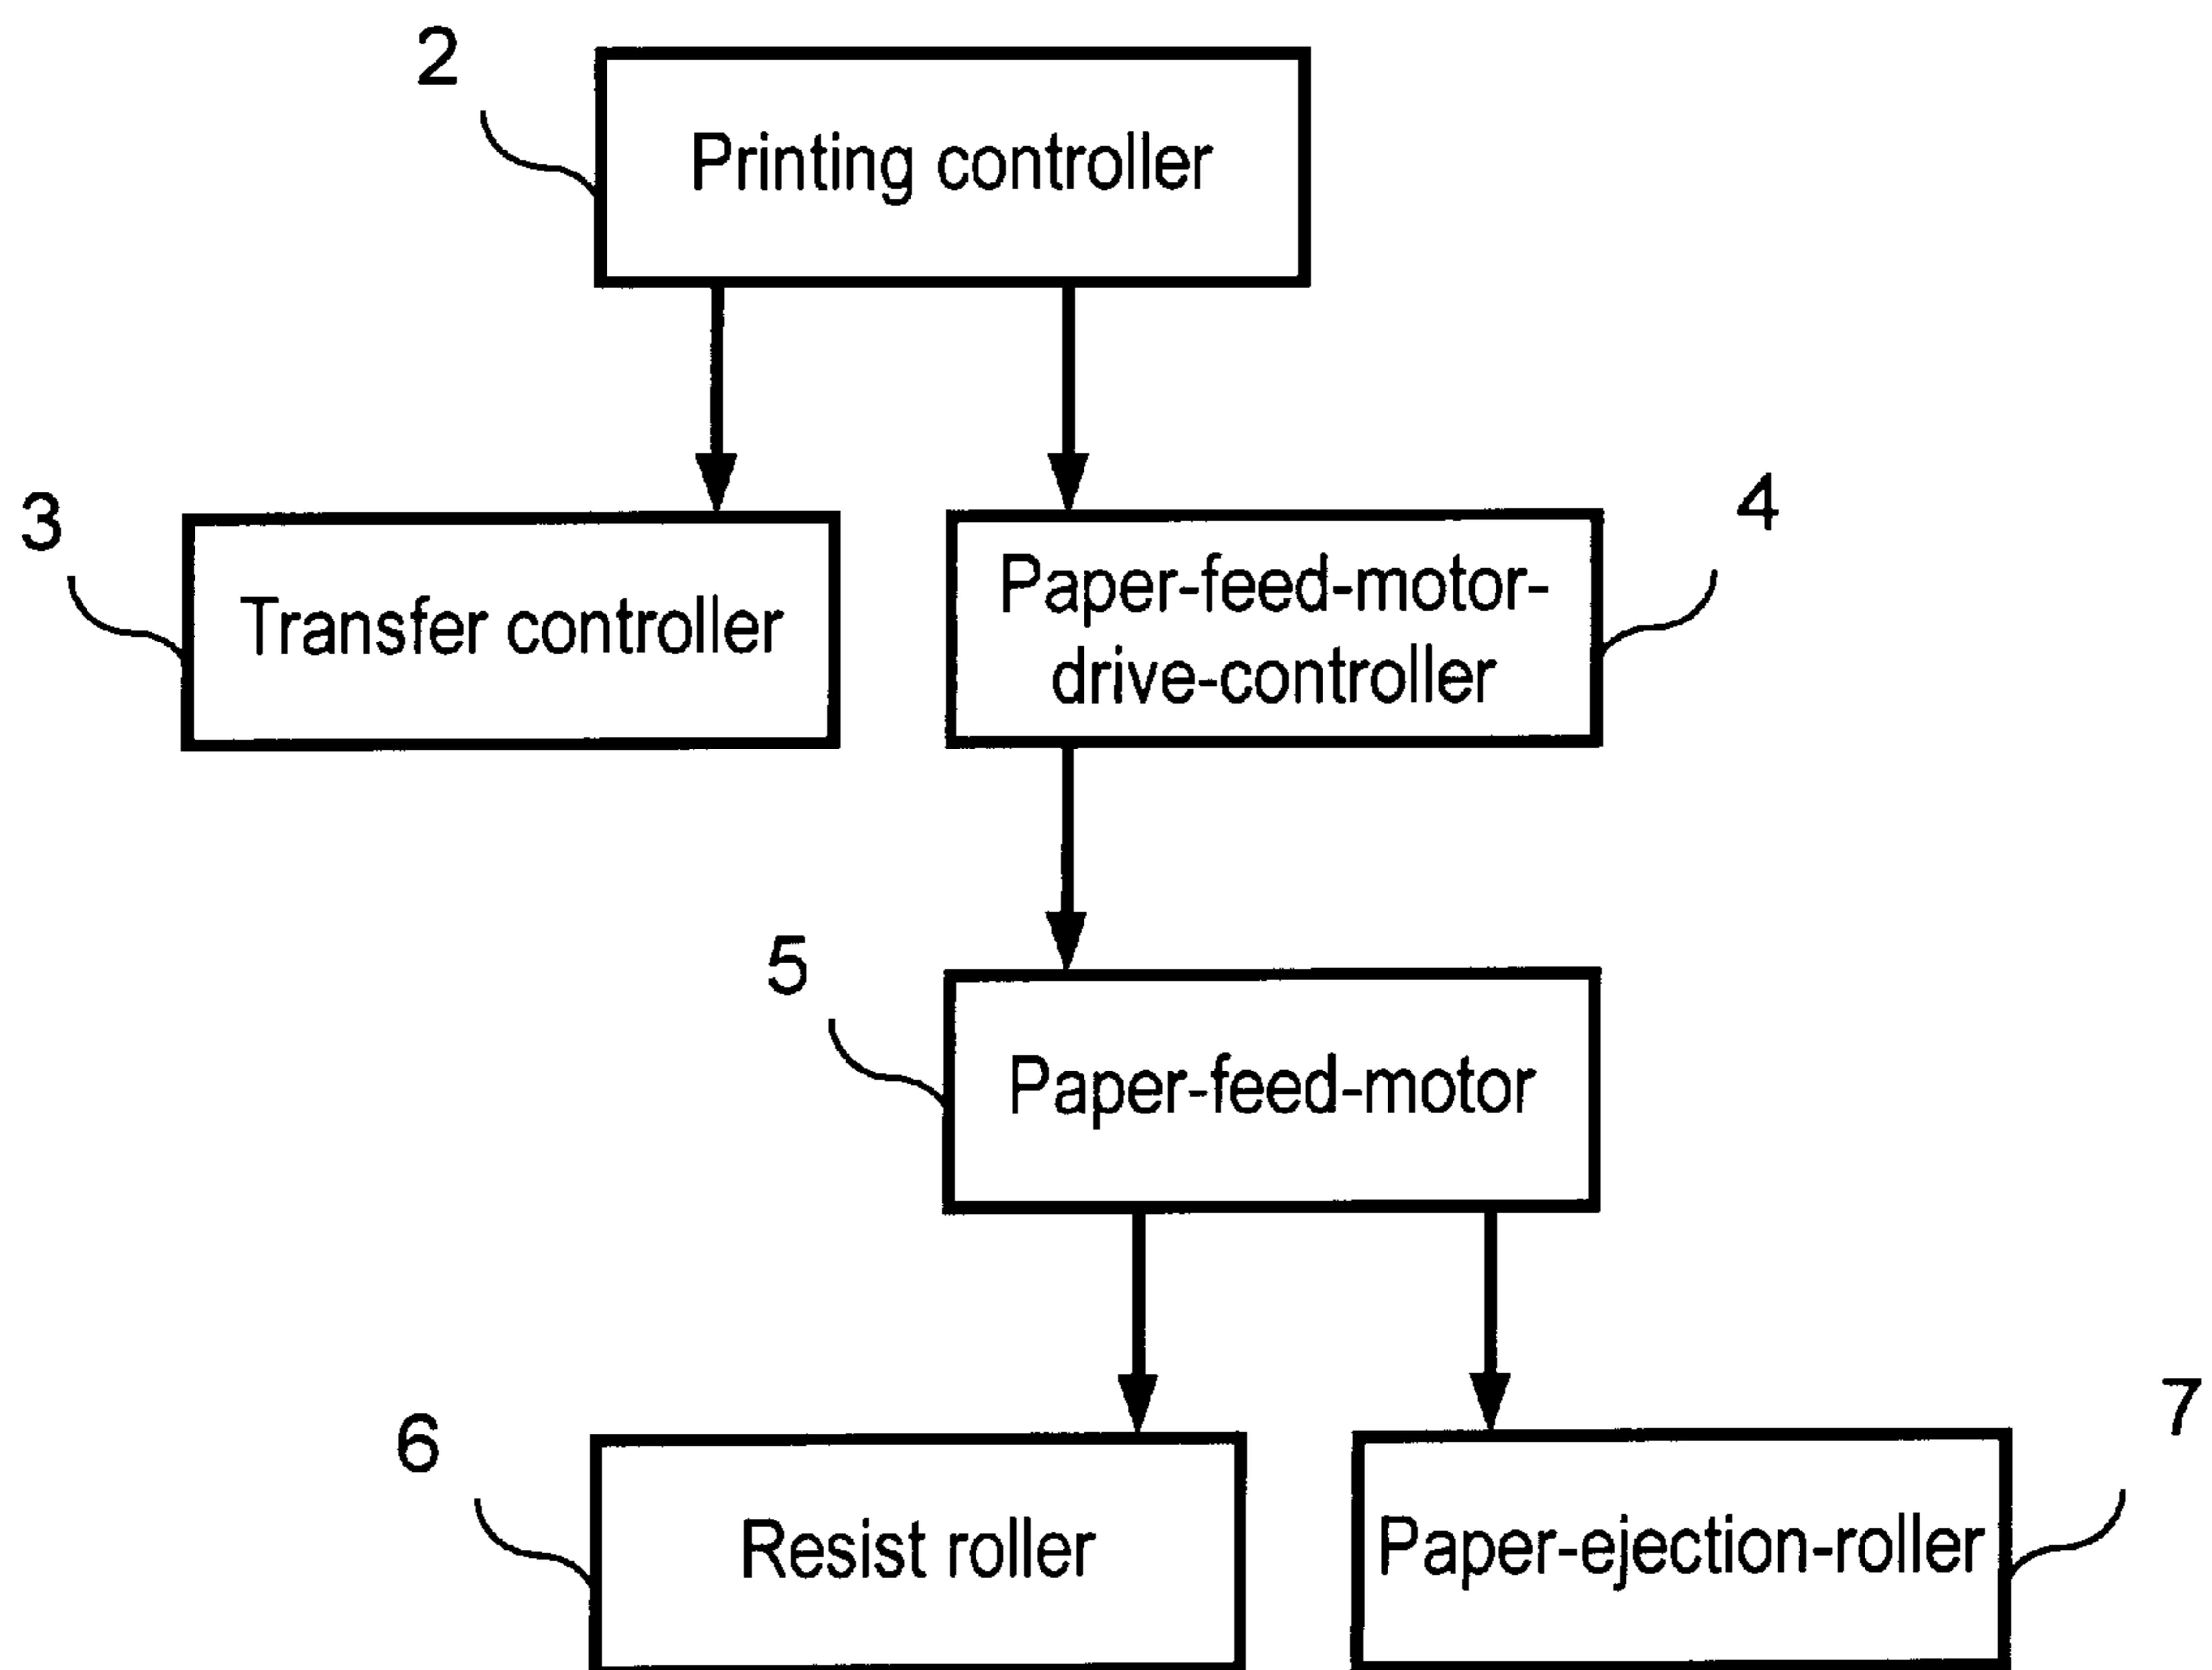 2
Printing controller
3
Transfer controller
Paper-feed-motor-
drive-controller
4
5
Paper-feed-motor
6
Resist roller
Paper-ejection-roller
7